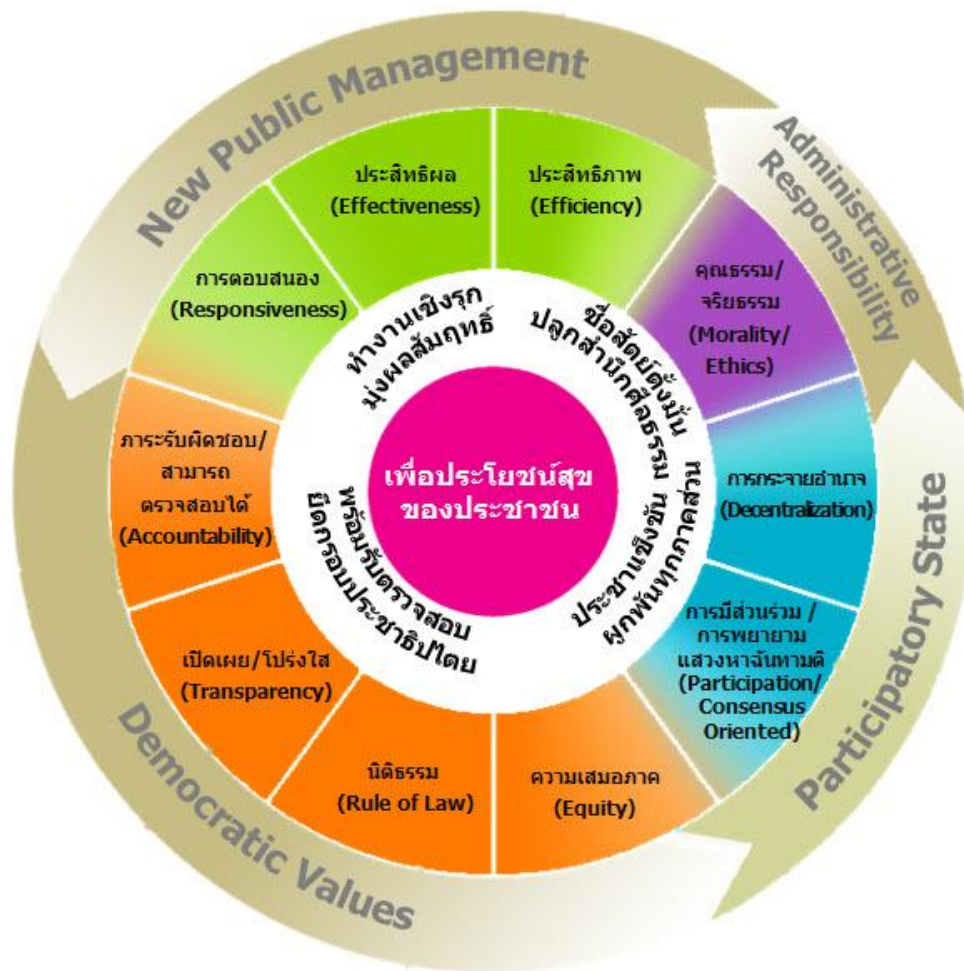 New Public Management
Administrative
Responsibility
Participatory State
Democratic Values
ประสิทธิผล
(Effectiveness)
ประสิทธิภาพ
(Efficiency)
คุณธรรม/
จริยธรรม
(Morality/
Ethics)
การกระจายอำนาจ
(Decentralization)
การมีส่วนร่วม /
การพยายาม
แสวงหาฉันทามติ
(Participation/
Consensus
Oriented)
ความเสมอภาค
(Equity)
นิติธรรม
(Rule of Law)
เปิดเผย/โปร่งใส
(Transparency)
ภาระรับผิดชอบ/
สามารถ
ตรวจสอบได้
(Accountability)
การตอบสนอง
(Responsiveness)
ทำงานเชิงรุก
มุ่งผลสัมฤทธิ์
ซื่อสัตย์ตั้งมั่น
ปลูกสำนึกศีลธรรม
ประชาแข็งขัน
ผูกพันทุกภาคส่วน
พร้อมรับตรวจสอบ
ยึดกรอบประชาธิปไตย
เพื่อประโยชน์สุข
ของประชาชน